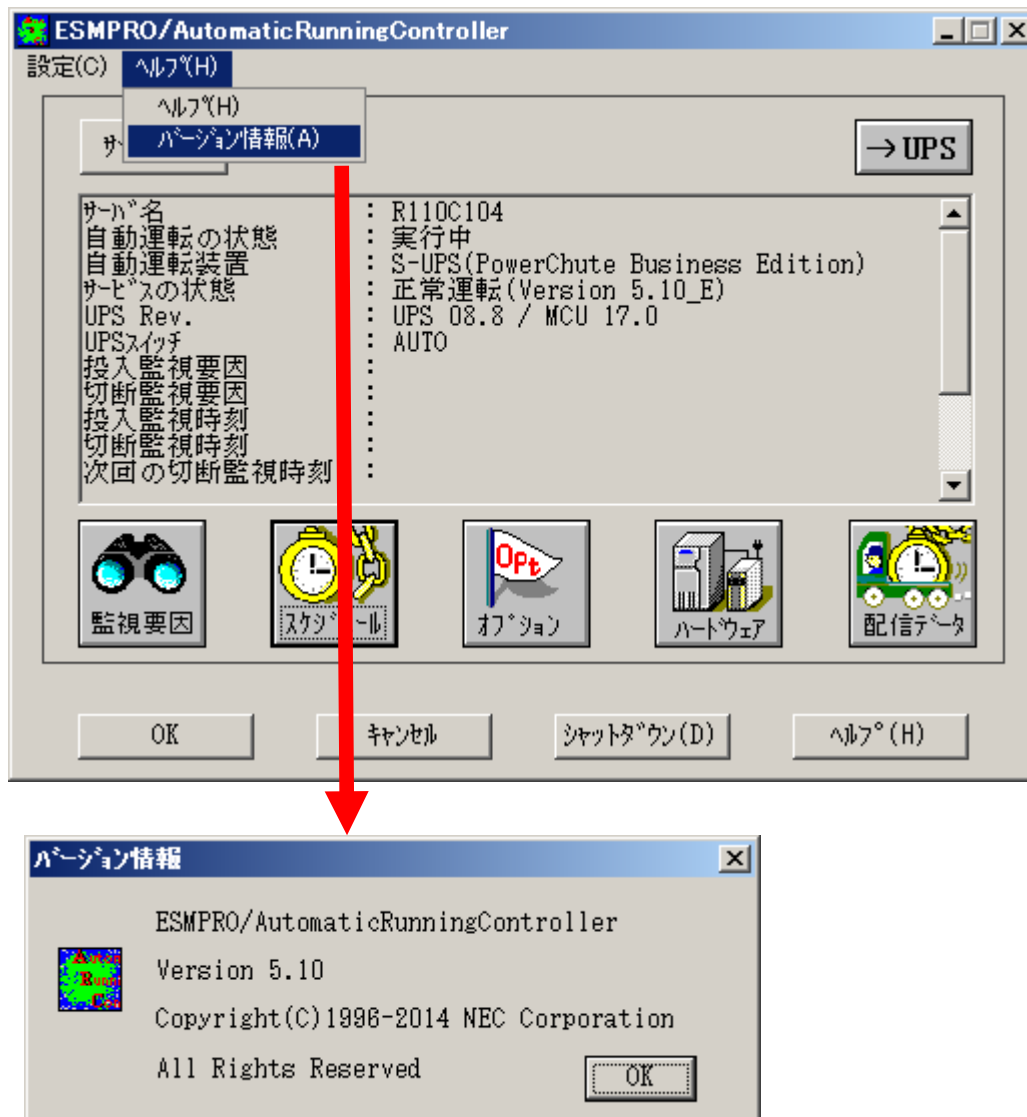 ESMPRO/AutomaticRunningController
設定(C) ﾍﾙﾌﾟ(H)
ﾍﾙﾌﾟ(H)
ﾊﾞｰｼﾞｮﾝ情報(A)
→UPS
ｻｰﾊﾞ名 : R110C104
自動運転の状態 : 実行中
自動運転装置 : S-UPS(PowerChute Business Edition)
ｻｰﾋﾞｽの状態 : 正常運転(Version 5.10_E)
UPS Rev. : UPS 08.8 / MCU 17.0
UPSｽｲｯﾁ : AUTO
投入監視要因 :
切断監視要因 :
投入監視時刻 :
切断監視時刻 :
次回の切断監視時刻 :
監視要因 ｽｹｼﾞｭｰﾙ ｵﾌﾟｼｮﾝ ﾊｰﾄﾞｳｪｱ 配信ﾃﾞｰﾀ
OPt
OK ｷｬﾝｾﾙ ｼｬｯﾄﾀﾞｳﾝ(D) ﾍﾙﾌﾟ(H)
ﾊﾞｰｼﾞｮﾝ情報
ESMPRO/AutomaticRunningController
Version 5.10
Copyright(C)1996-2014 NEC Corporation
All Rights Reserved
OK